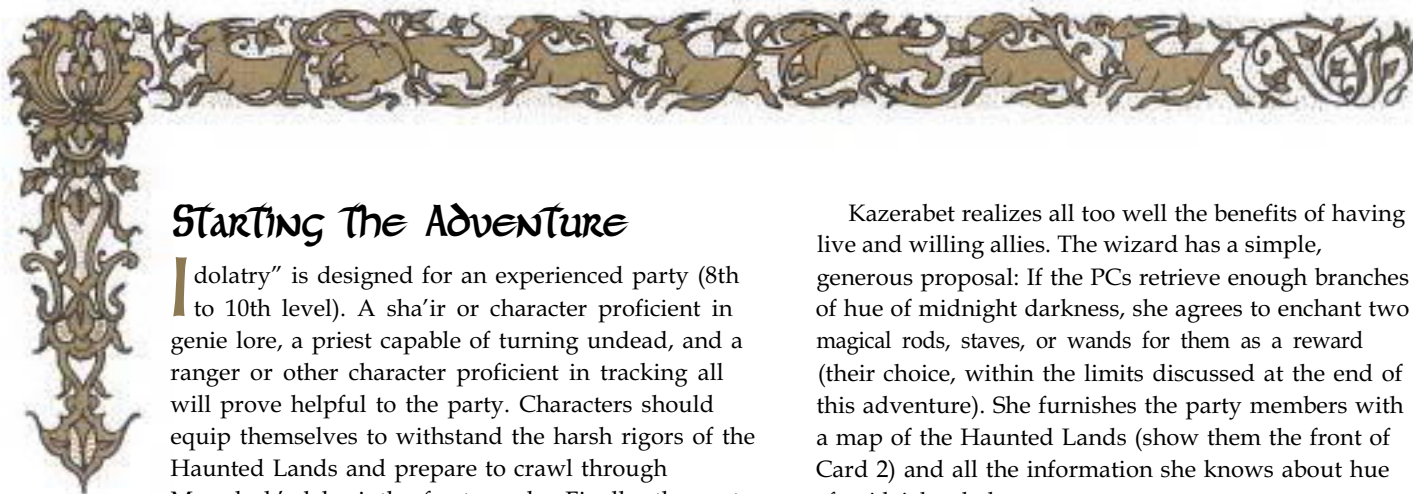 Starting the Adventure
Idolatry” is designed for an experienced party (8th
to 10th level). A sha’ir or character proficient in
genie lore, a priest capable of turning undead, and a
ranger or other character proficient in tracking all
will prove helpful to the party. Characters should
equip themselves to withstand the harsh rigors of the
Haunted Lands and prepare to crawl through
Kazerabet realizes all too well the benefits of having
live and willing allies. The wizard has a simple,
generous proposal: If the PCs retrieve enough branches
of hue of midnight darkness, she agrees to enchant two
magical rods, staves, or wands for them as a reward
(their choice, within the limits discussed at the end of
this adventure). She furnishes the party members with
a map of the Haunted Lands (show them the front of
Card 2) and all the information she knows about hue